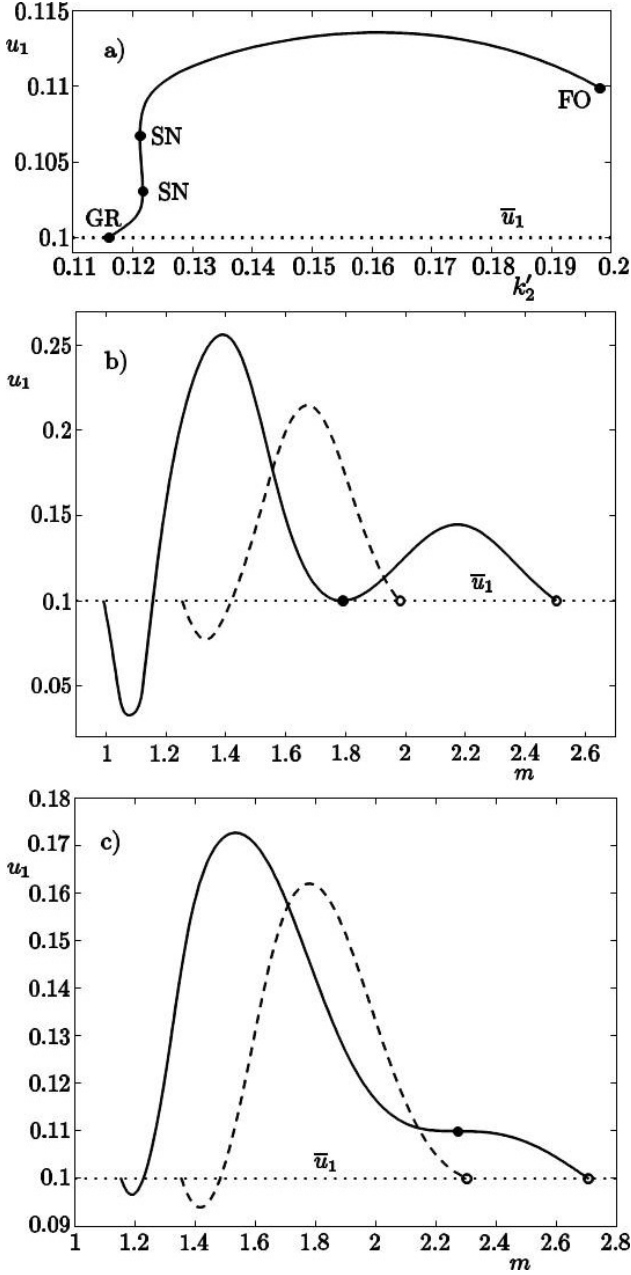 0.115
u₁
a)
0.11
FO
SN
0.105
SN
GR
u̅₁
0.1
0.11 0.12 0.13 0.14 0.15 0.16 0.17 0.18 0.19 0.2
k₂′
b)
0.25
u₁
0.2
0.15
u̅₁
0.1
0.05
1 1.2 1.4 1.6 1.8 2 2.2 2.4 2.6
m
0.18
c)
u₁
0.17
0.16
0.15
0.14
0.13
0.12
0.11
u̅₁
0.1
0.09
1 1.2 1.4 1.6 1.8 2 2.2 2.4 2.6 2.8
m